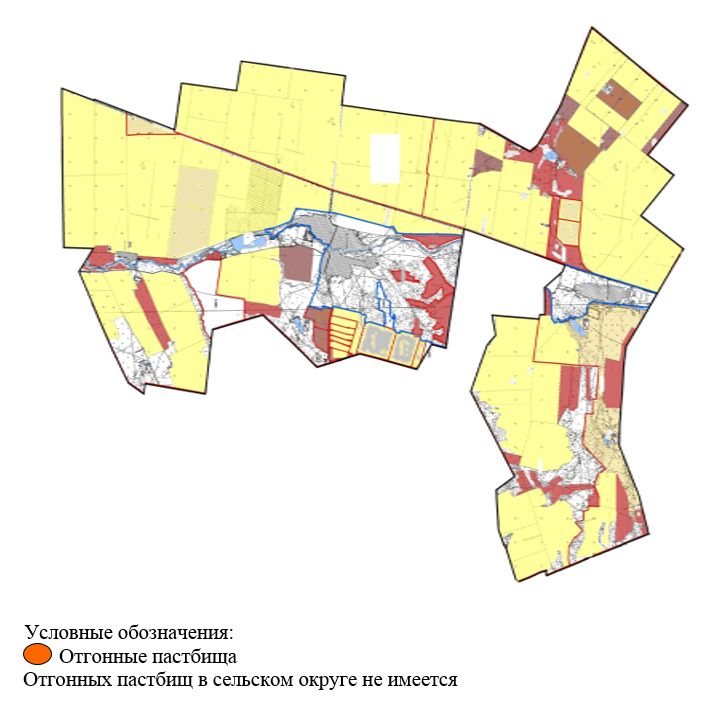 Условные обозначения:
Отгонные пастбища
Отгонных пастбищ в сельском округе не имеется